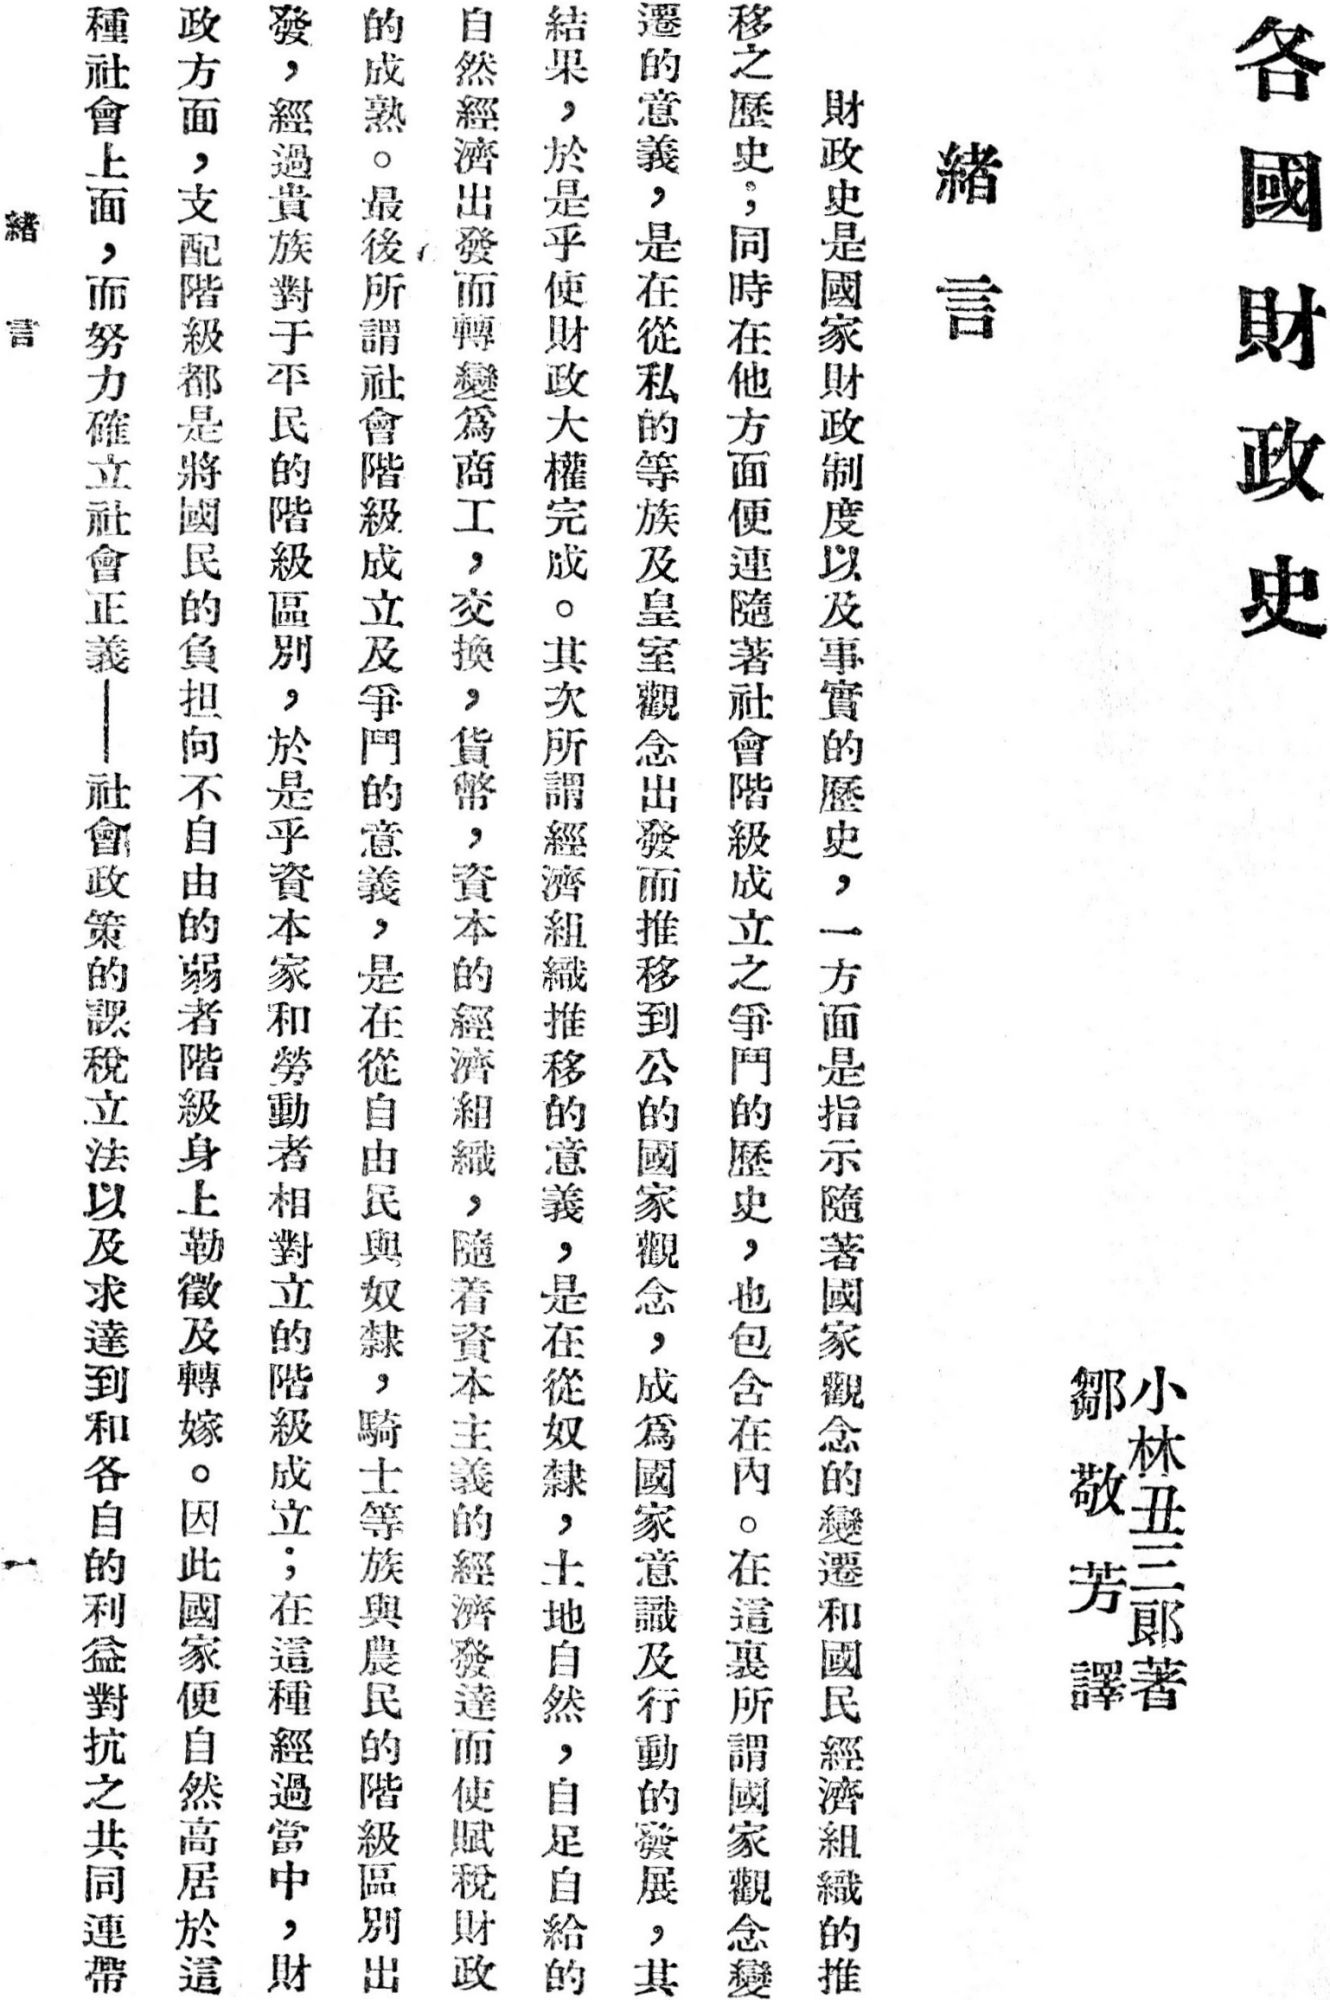 各國財政史
小林丑三郞著
鄒敬芳譯
緒言
財政史是國家財政制度以及事實的歷史，一方面是指示隨著國家觀念的變遷和國民經濟組織的推
移之歷史；同時在他方面便連隨著社會階級成立之爭鬥的歷史，也包含在內。在這裏所謂國家觀念變
遷的意義，是在從私的等族及皇室觀念出發而推移到公的國家觀念，成爲國家意識及行動的發展，其
結果，於是乎使財政大權完成。其次所謂經濟組織推移的意義，是在從奴隸，土地自然，自足自給的
自然經濟出發而轉變爲商工，交換，貨幣，資本的經濟組織，隨着資本主義的經濟發達而使賦稅財政
的成熟。最後所謂社會階級成立及爭鬥的意義，是在從自由民與奴隸，騎士等族與農民的階級區別出
發，經過貴族對于平民的階級區別，於是乎資本家和勞動者相對立的階級成立；在這種經過當中，財
政方面，支配階級都是將國民的負担向不自由的弱者階級身上勒徵及轉嫁。因此國家便自然高居於這
種社會上面，而努力確立社會正義——社會政策的課稅立法以及求達到和各自的利益對抗之共同連帶
緒言
一